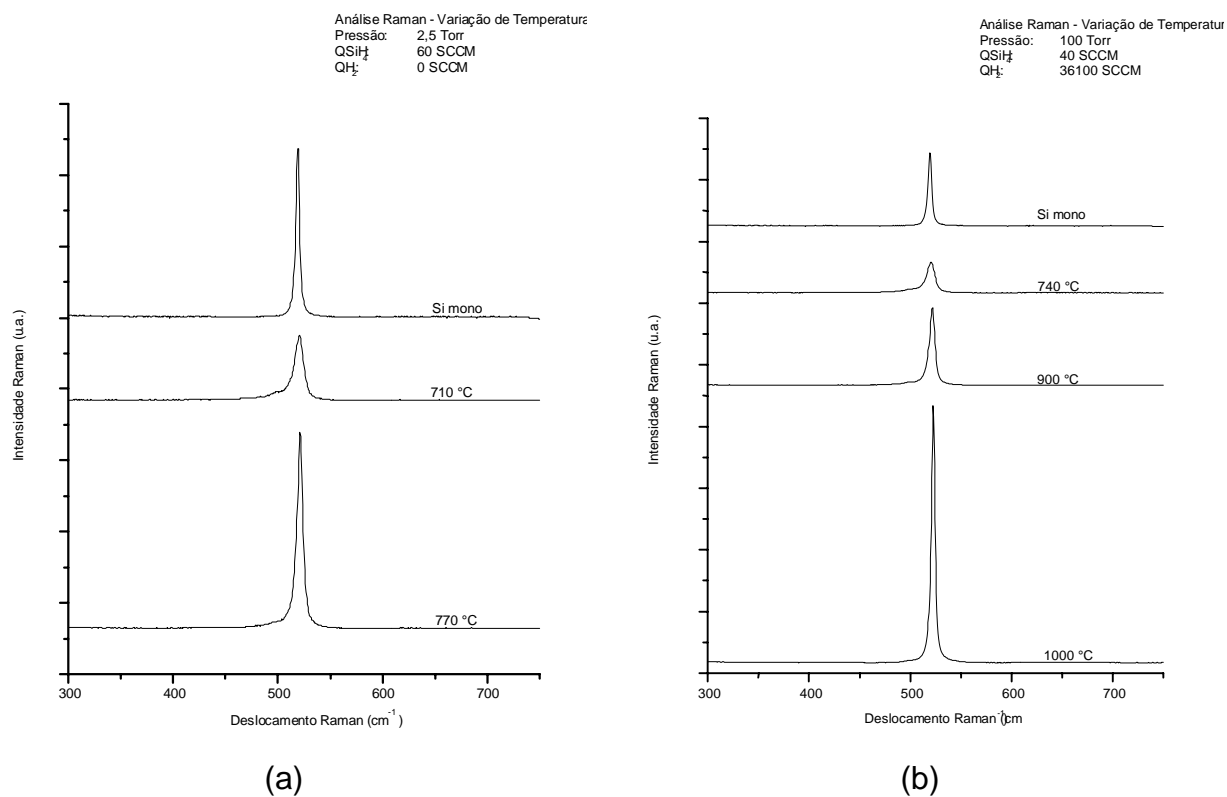 Análise Raman - Variação de Temperatura
Pressão: 2,5 Torr
QSiH4: 60 SCCM
QH2: 0 SCCM
Intensidade Raman (u.a.)
Si mono
710 °C
770 °C
300 400 500 600 700
Deslocamento Raman (cm-1)
(a)
Análise Raman - Variação de Temperatur
Pressão: 100 Torr
QSiH4: 40 SCCM
QH2: 36100 SCCM
Intensidade Raman (u.a.)
Si mono
740 °C
900 °C
1000 °C
300 400 500 600 700
Deslocamento Raman -1(cm
(b)